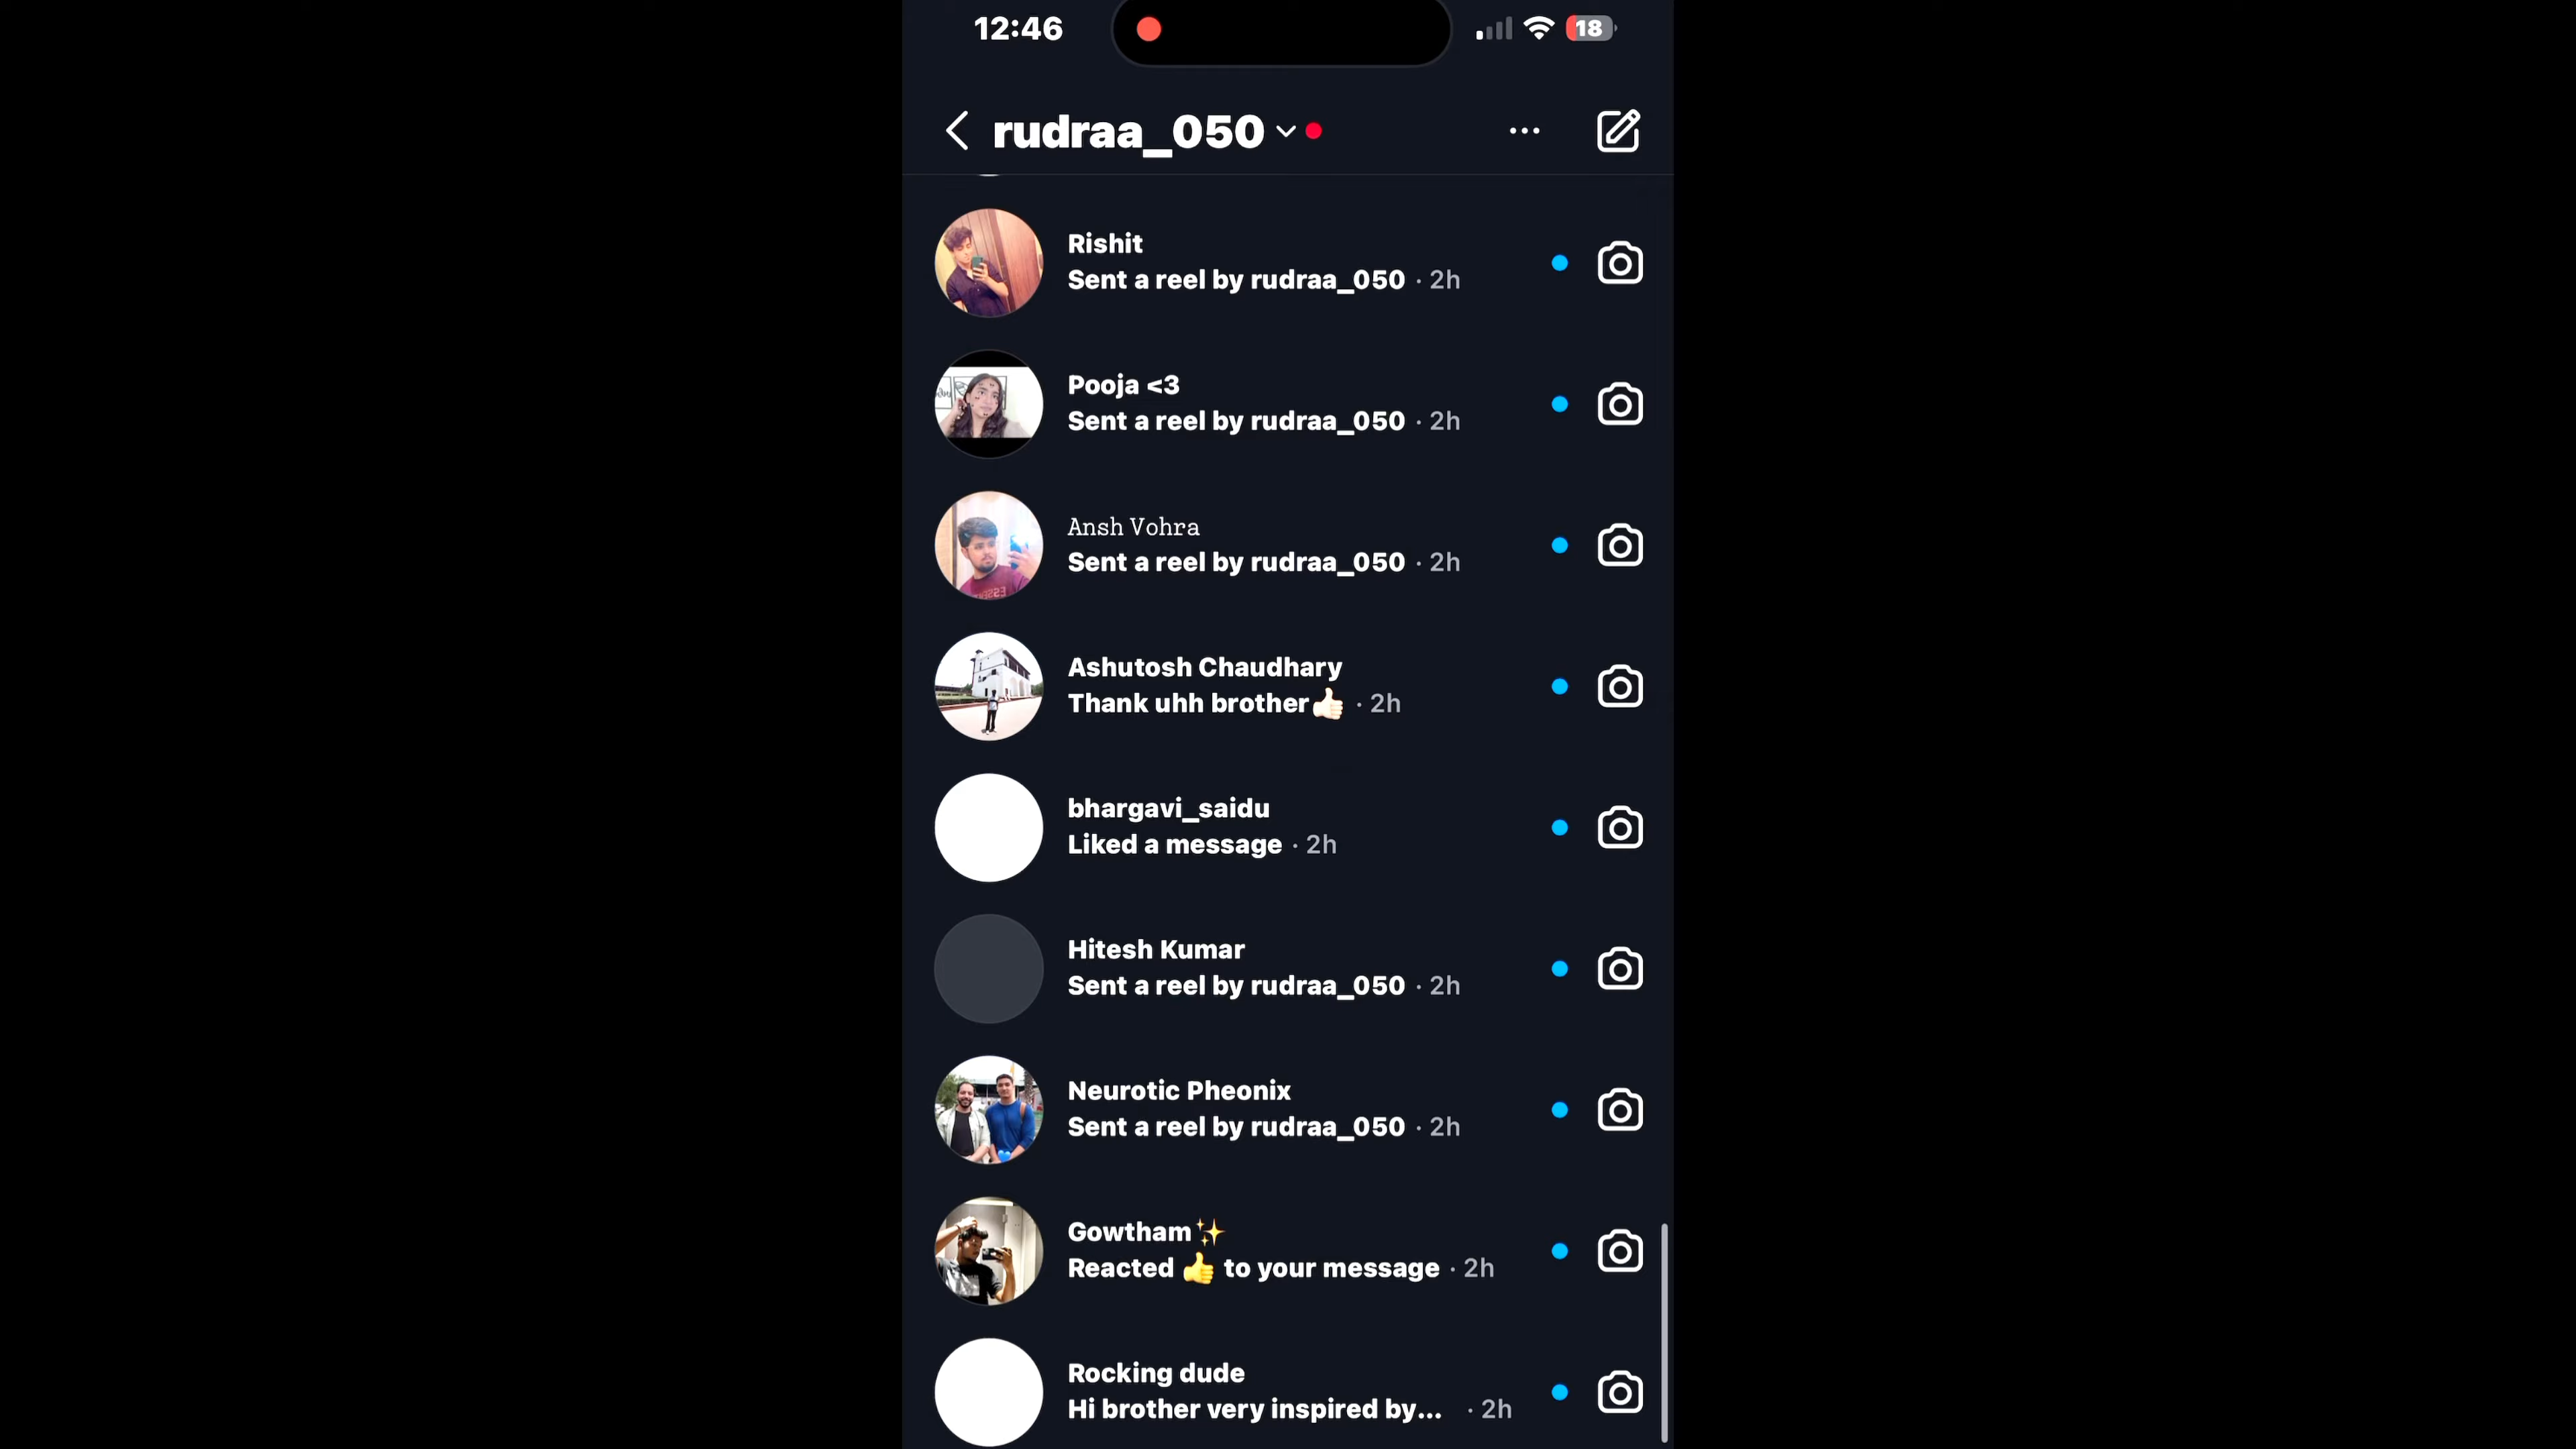 12:46
18
rudraa_050
Rishit
Sent a reel by rudraa_050 · 2h
Pooja <3
Sent a reel by rudraa_050 · 2h
Ansh Vohra
Sent a reel by rudraa_050 · 2h
Ashutosh Chaudhary
Thank uhh brother👍🏻 · 2h
bhargavi_saidu
Liked a message · 2h
Hitesh Kumar
Sent a reel by rudraa_050 · 2h
Neurotic Pheonix
Sent a reel by rudraa_050 · 2h
Gowtham✨
Reacted 👍 to your message · 2h
Rocking dude
Hi brother very inspired by... · 2h